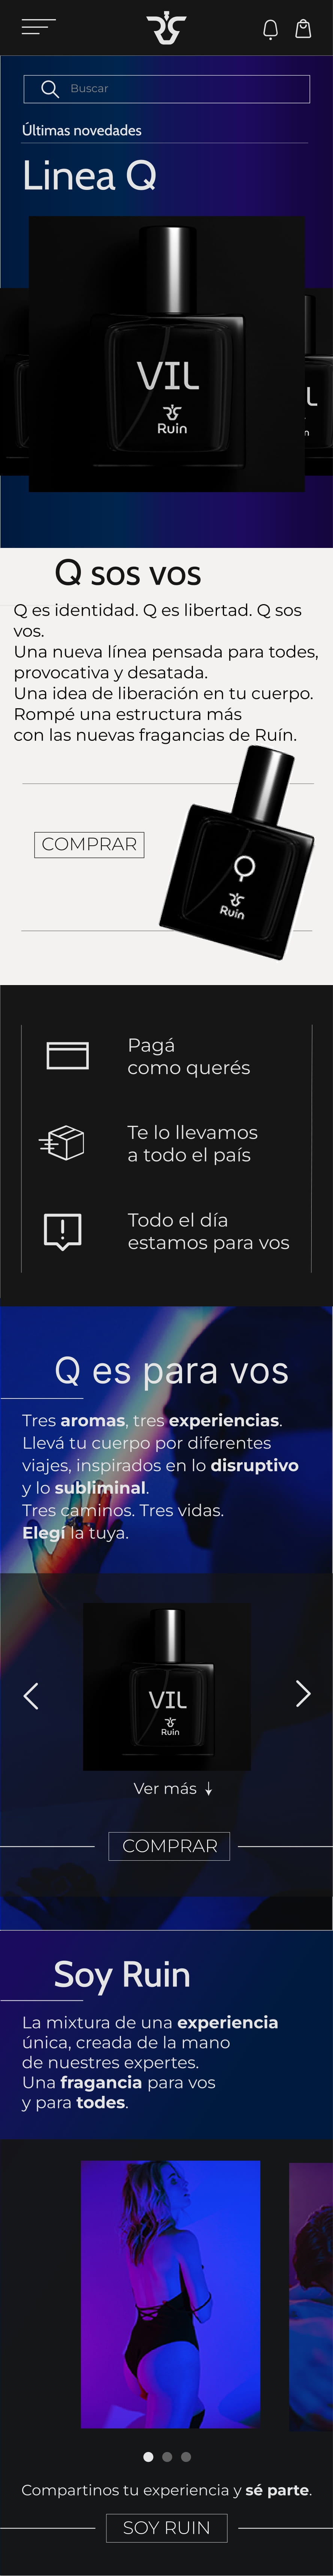 Buscar
Últimas novedades
Linea Q
VIL
Ruin
L
n
Q sos vos
Q es identidad. Q es libertad. Q sos
vos.
Una nueva línea pensada para todes,
provocativa y desatada.
Una idea de liberación en tu cuerpo.
Rompé una estructura más
con las nuevas fragancias de Ruín.
COMPRAR
Q
Ruin
Pagá
como querés
Te lo llevamos
a todo el país
Todo el día
estamos para vos
Q es para vos
Tres aromas, tres experiencias.
Llevá tu cuerpo por diferentes
viajes, inspirados en lo disruptivo
y lo subliminal.
Tres caminos. Tres vidas.
Elegí la tuya.
VIL
Ruin
Ver más ↓
COMPRAR
Soy Ruin
La mixtura de una experiencia
única, creada de la mano
de nuestres expertes.
Una fragancia para vos
y para todes.
Compartinos tu experiencia y sé parte.
SOY RUIN